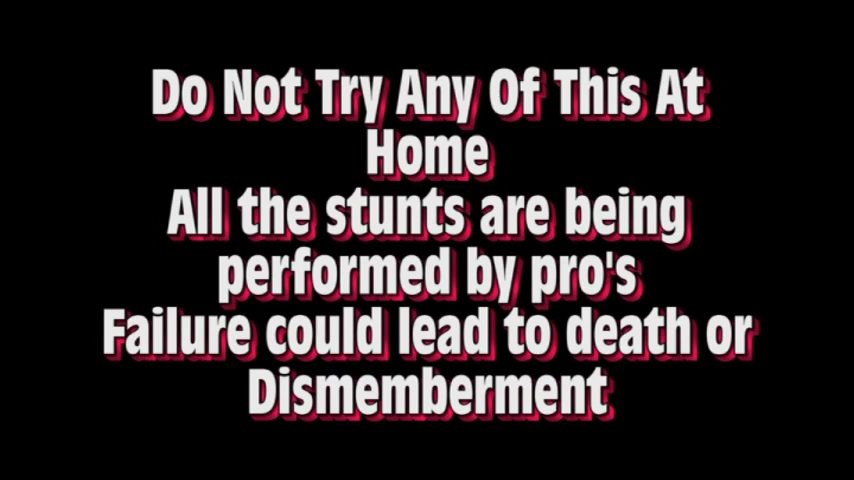 Do Not Try Any Of This At
Home
All the stunts are being
performed by pro's
Failure could lead to death or
Dismemberment